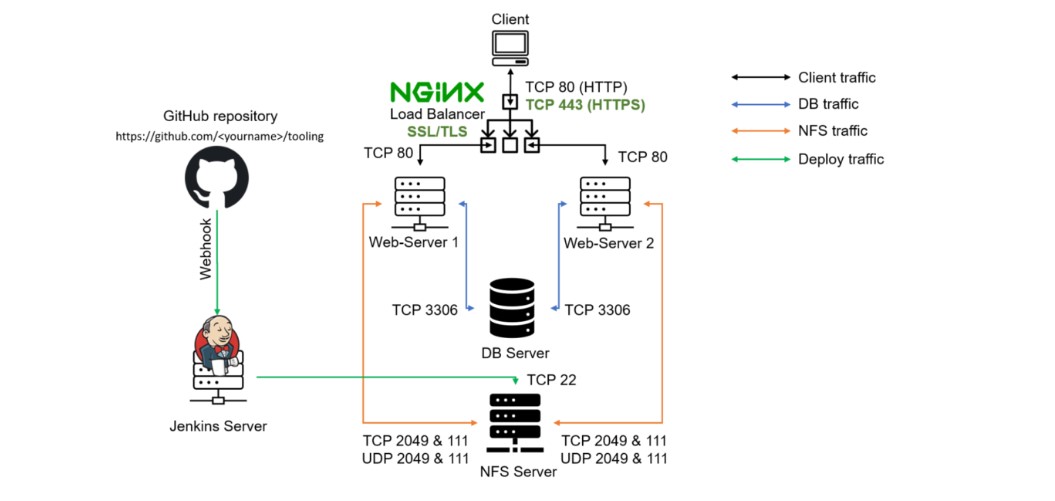 Client
NGINX
Load Balancer
SSL/TLS
TCP 80 (HTTP)
TCP 443 (HTTPS)
Client traffic
DB traffic
NFS traffic
Deploy traffic
GitHub repository
https://github.com/<yourname>/tooling
TCP 80
TCP 80
Webhook
Web-Server 1
Web-Server 2
TCP 3306
TCP 3306
DB Server
TCP 22
Jenkins Server
TCP 2049 & 111
UDP 2049 & 111
TCP 2049 & 111
UDP 2049 & 111
NFS Server